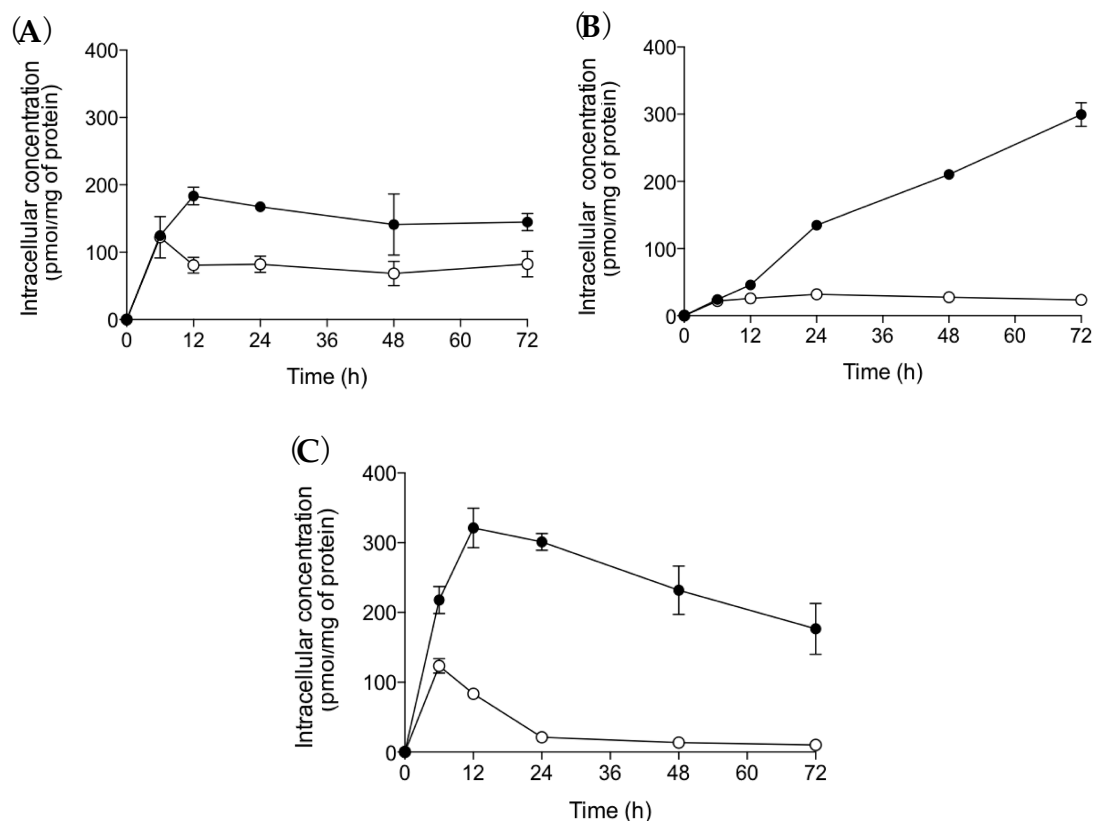 (A)
Intracellular concentration
(pmol/mg of protein)
400
300
200
100
0
0 12 24 36 48 60 72
Time (h)
(B)
Intracellular concentration
(pmol/mg of protein)
400
300
200
100
0
0 12 24 36 48 60 72
Time (h)
(C)
Intracellular concentration
(pmol/mg of protein)
400
300
200
100
0
0 12 24 36 48 60 72
Time (h)